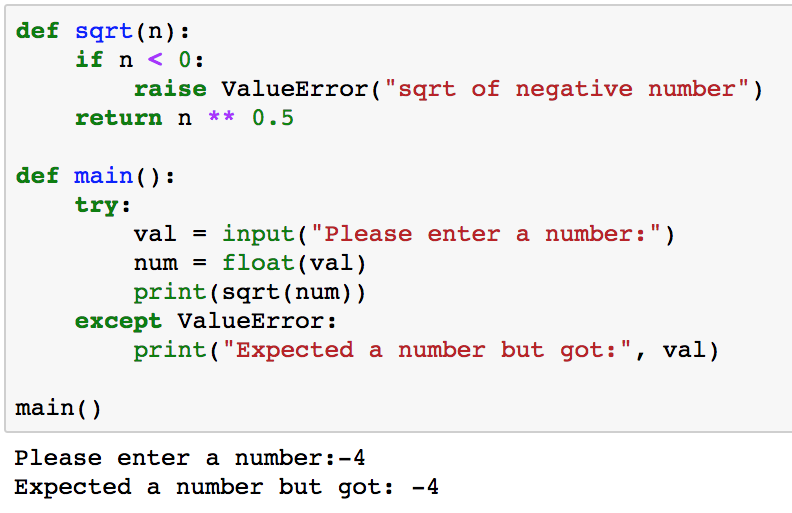 def sqrt(n):
    if n < 0:
        raise ValueError("sqrt of negative number")
    return n ** 0.5

def main():
    try:
        val = input("Please enter a number:")
        num = float(val)
        print(sqrt(num))
    except ValueError:
        print("Expected a number but got:", val)

main()
Please enter a number:-4
Expected a number but got: -4